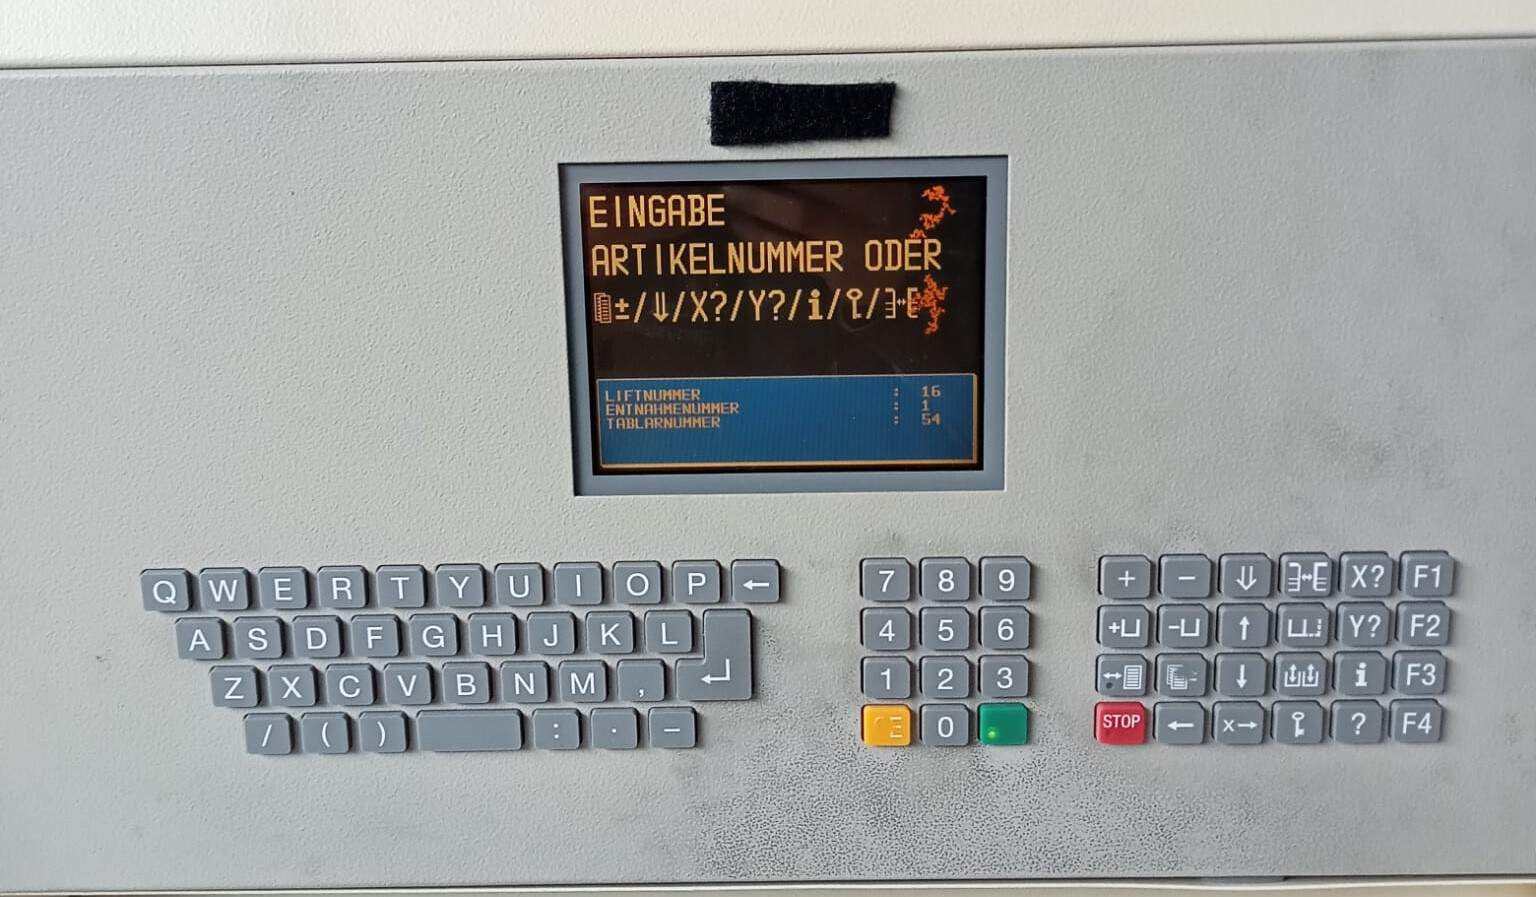 EINGABE
ARTIKELNUMMER ODER
±/⇓/X?/Y?/i/
LIFTNUMMER : 16
ENTNAHMENUMMER : 1
TABLARNUMMER : 54
Q W E R T Y U I O P ←
A S D F G H J K L
Z X C V B N M , ↵
/ ( ) : . –
7 8 9
4 5 6
1 2 3
0
+ − ⇓ X? F1
+⊔ −⊔ ↑ Y? F2
↓ i F3
STOP ← x→ ? F4